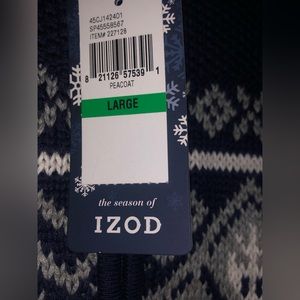 45CJ142401
SP45558567
ITEM# 227128
8 21126 57539 1
PEACOAT
LARGE
the season of
IZOD